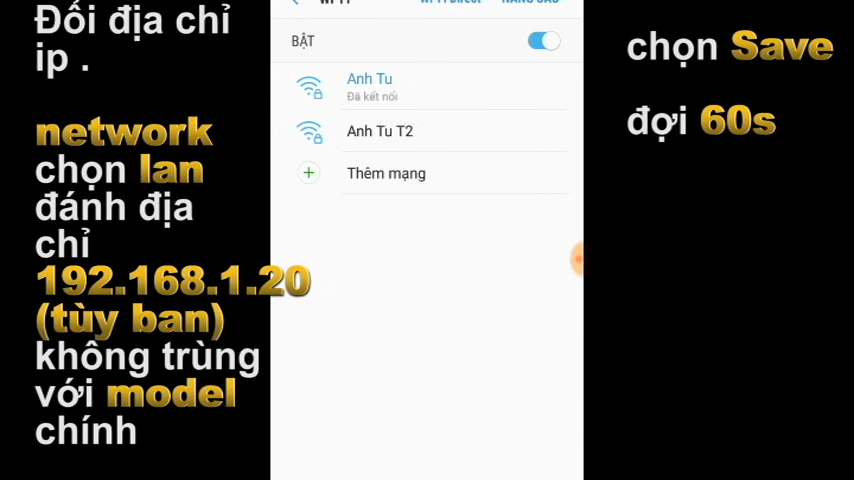 Đổi địa chỉ
ip .
network
chọn lan
đánh địa
chỉ
192.168.1.20
(tùy ban)
không trùng
với model
chính
BẬT
Anh Tu
Đã kết nối
Anh Tu T2
Thêm mạng
chọn Save
đợi 60s